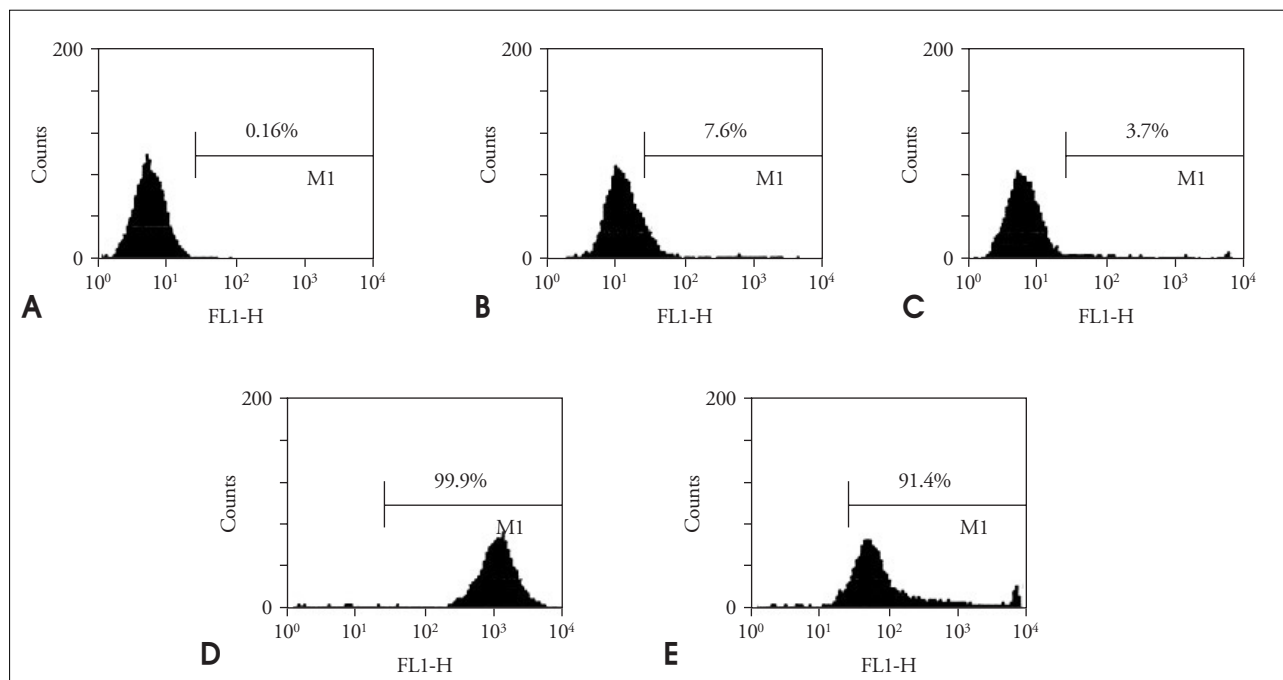 200
Counts
0.16%
M1
0
10⁰ 10¹ 10² 10³ 10⁴
FL1-H
A
200
Counts
7.6%
M1
0
10⁰ 10¹ 10² 10³ 10⁴
FL1-H
B
200
Counts
3.7%
M1
0
10⁰ 10¹ 10² 10³ 10⁴
FL1-H
C
200
Counts
99.9%
M1
0
10⁰ 10¹ 10² 10³ 10⁴
FL1-H
D
200
Counts
91.4%
M1
0
10⁰ 10¹ 10² 10³ 10⁴
FL1-H
E